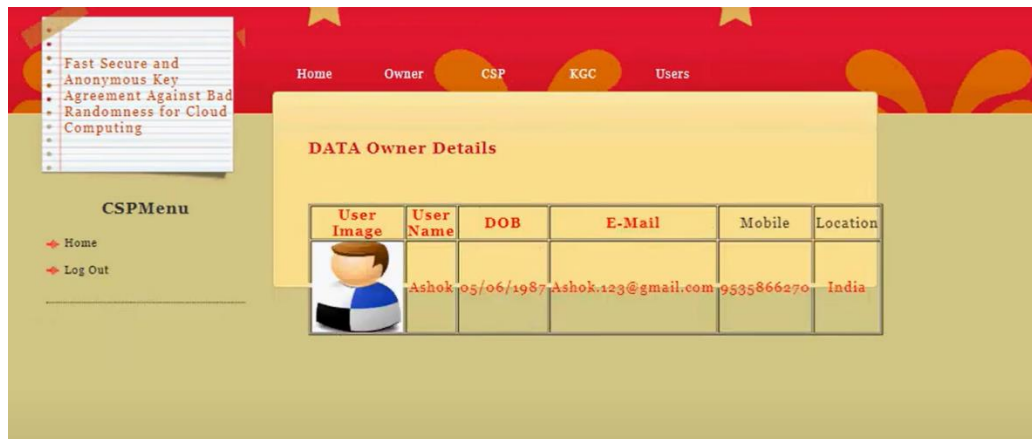 Fast Secure and
Anonymous Key
Agreement Against Bad
Randomness for Cloud
Computing
Home Owner CSP KGC Users
DATA Owner Details
CSPMenu
Home
Log Out
User Image User Name DOB E-Mail Mobile Location
Ashok 05/06/1987 Ashok.123@gmail.com 9535866270 India